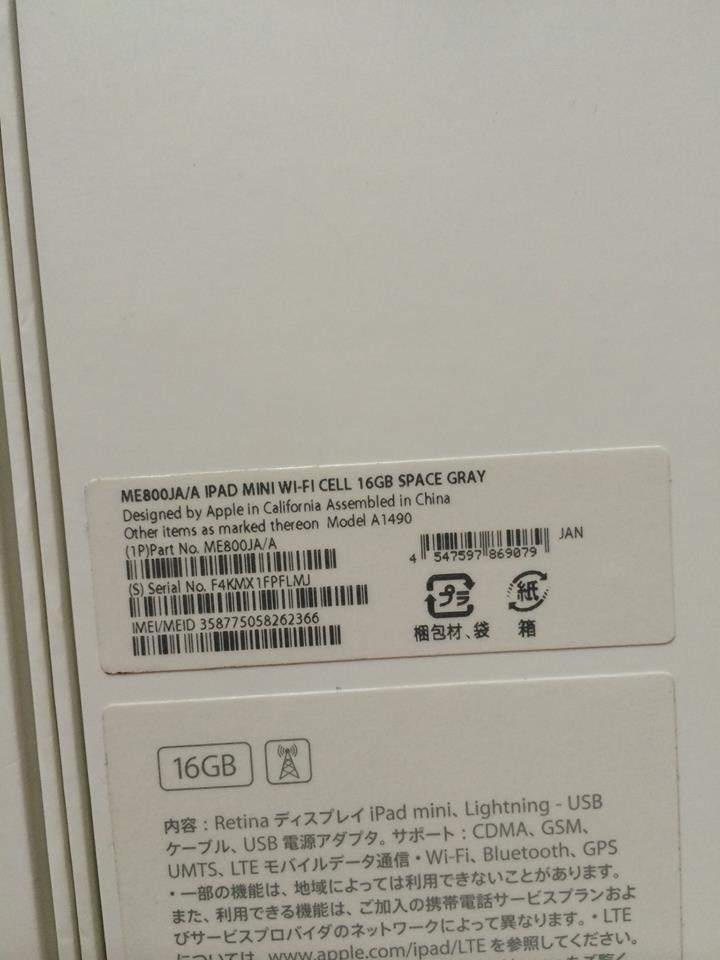 ME800JA/A IPAD MINI WI-FI CELL 16GB SPACE GRAY
Designed by Apple in California Assembled in China
Other items as marked thereon Model A1490
(1P)Part No. ME800JA/A
(S) Serial No. F4KMX1FPFLMJ
IMEI/MEID 358775058262366
JAN
4 547597 869079
プラ
紙
梱包材、袋 箱
16GB
内容：Retina ディスプレイ iPad mini、Lightning - USB
ケーブル、USB 電源アダプタ。サポート：CDMA、GSM、
UMTS、LTE モバイルデータ通信・Wi-Fi、Bluetooth、GPS
・一部の機能は、地域によっては利用できないことがあります。
また、利用できる機能は、ご加入の携帯電話サービスプランおよ
びサービスプロバイダのネットワークによって異なります。・LTE
については、www.apple.com/ipad/LTE を参照してください。
をご覧く